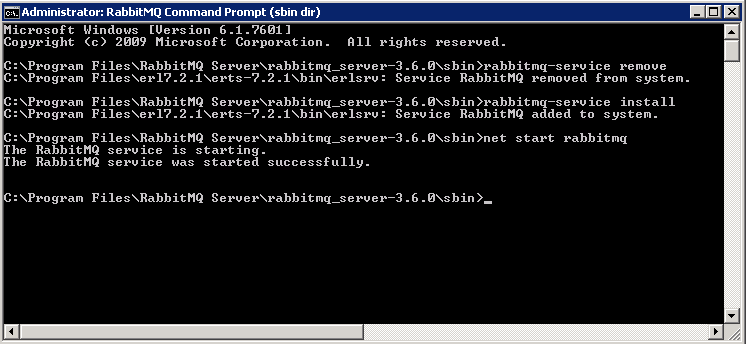 Administrator: RabbitMQ Command Prompt (sbin dir)
Microsoft Windows [Version 6.1.7601]
Copyright (c) 2009 Microsoft Corporation.  All rights reserved.
C:\Program Files\RabbitMQ Server\rabbitmq_server-3.6.0\sbin>rabbitmq-service remove
C:\Program Files\erl7.2.1\erts-7.2.1\bin\erlsrv: Service RabbitMQ removed from system.
C:\Program Files\RabbitMQ Server\rabbitmq_server-3.6.0\sbin>rabbitmq-service install
C:\Program Files\erl7.2.1\erts-7.2.1\bin\erlsrv: Service RabbitMQ added to system.
C:\Program Files\RabbitMQ Server\rabbitmq_server-3.6.0\sbin>net start rabbitmq
The RabbitMQ service is starting.
The RabbitMQ service was started successfully.
C:\Program Files\RabbitMQ Server\rabbitmq_server-3.6.0\sbin>_